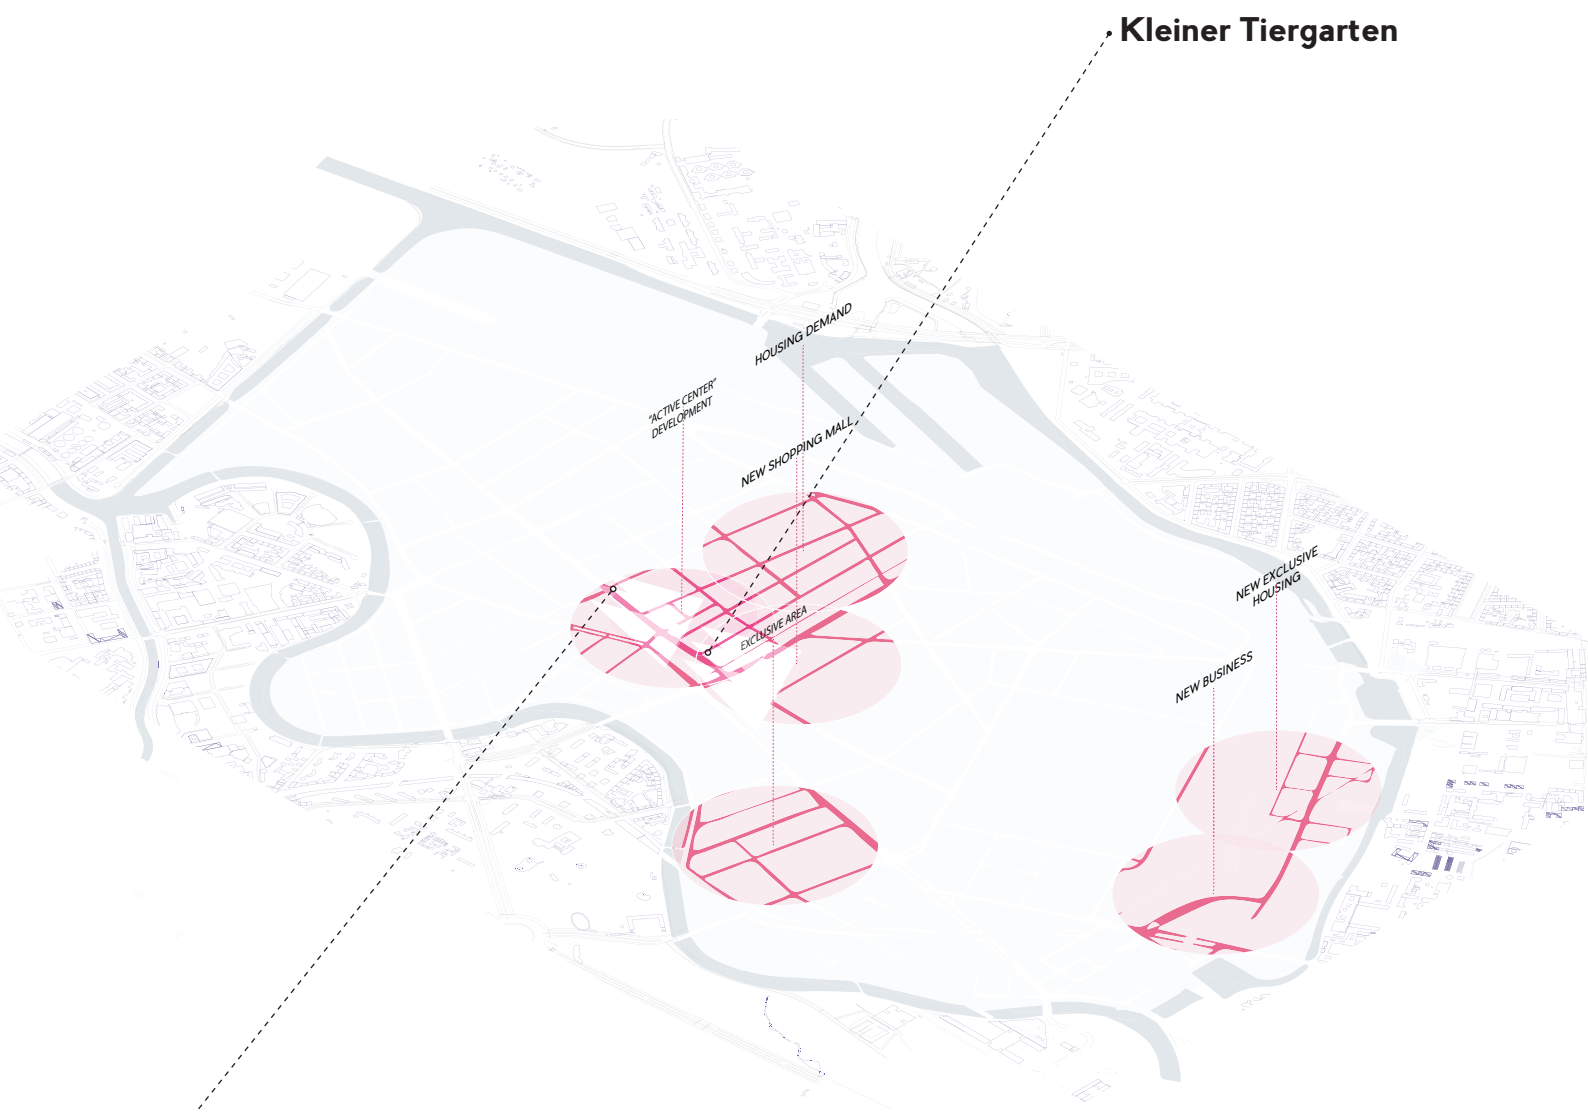 Kleiner Tiergarten
HOUSING DEMAND
"ACTIVE CENTER"
DEVELOPMENT
NEW SHOPPING MALL
NEW EXCLUSIVE
HOUSING
EXCLUSIVE AREA
NEW BUSINESS